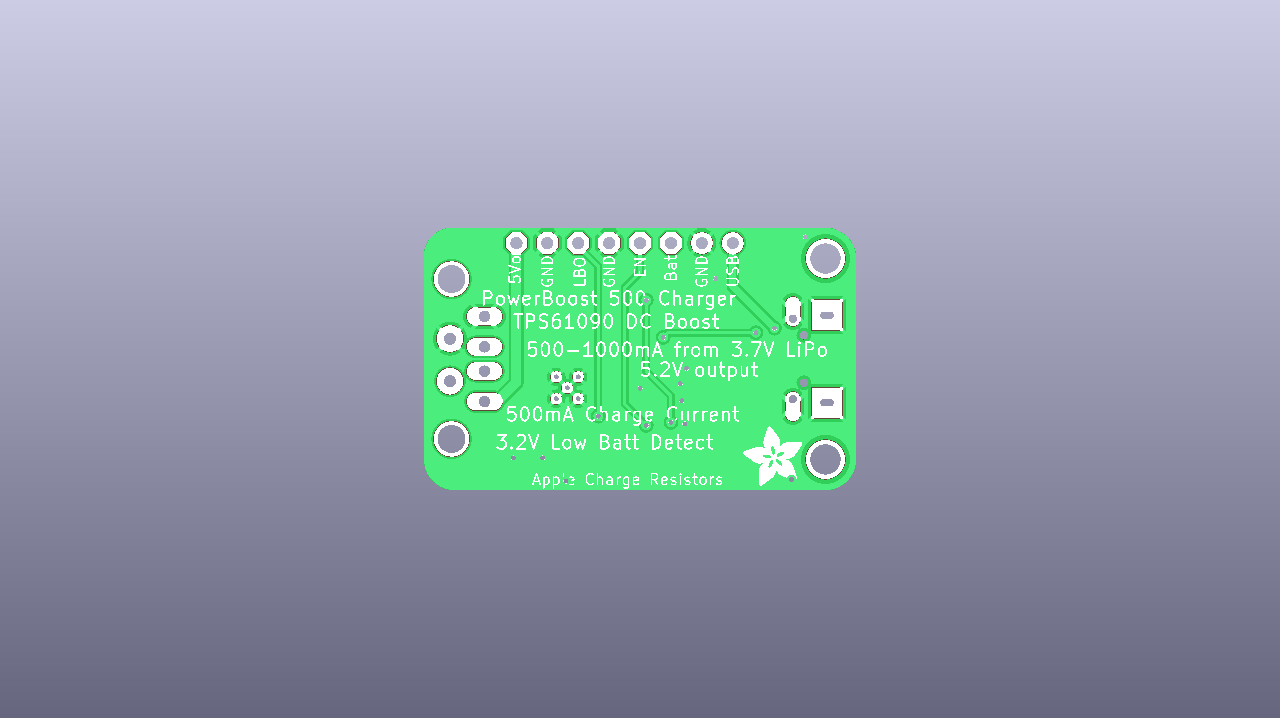 5Vo GND LBO GND EN Bat GND USB
PowerBoost 500 Charger
TPS61090 DC Boost
500-1000mA from 3.7V LiPo
5.2V output
500mA Charge Current
3.2V Low Batt Detect
Apple Charge Resistors